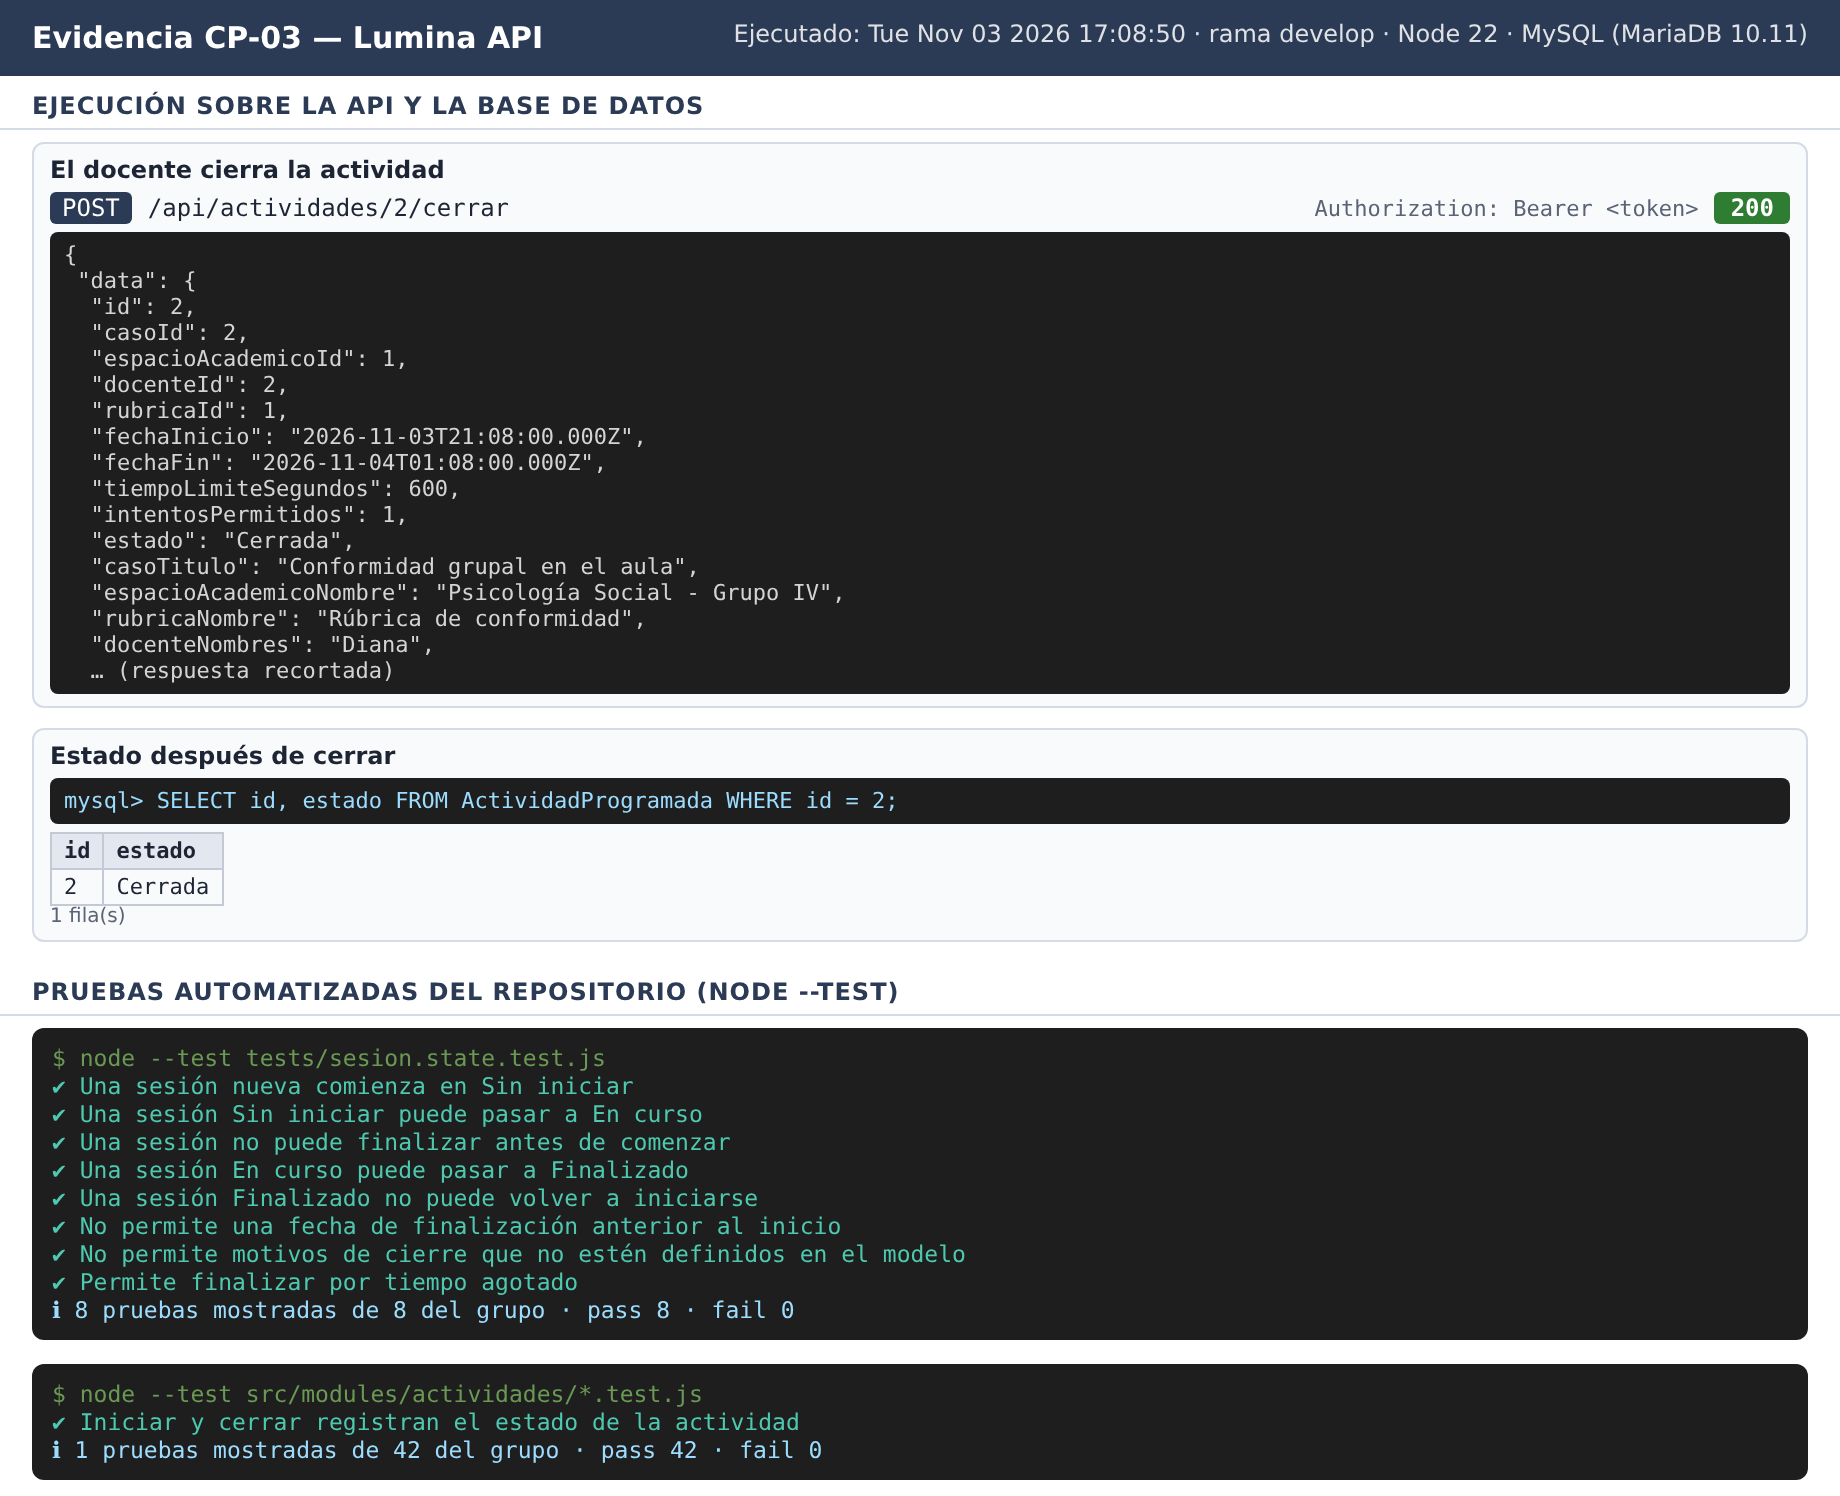 Evidencia CP-03 — Lumina API
Ejecutado: Tue Nov 03 2026 17:08:50 · rama develop · Node 22 · MySQL (MariaDB 10.11)
EJECUCIÓN SOBRE LA API Y LA BASE DE DATOS
El docente cierra la actividad
POST /api/actividades/2/cerrar Authorization: Bearer <token> 200
{
 "data": {
  "id": 2,
  "casoId": 2,
  "espacioAcademicoId": 1,
  "docenteId": 2,
  "rubricaId": 1,
  "fechaInicio": "2026-11-03T21:08:00.000Z",
  "fechaFin": "2026-11-04T01:08:00.000Z",
  "tiempoLimiteSegundos": 600,
  "intentosPermitidos": 1,
  "estado": "Cerrada",
  "casoTitulo": "Conformidad grupal en el aula",
  "espacioAcademicoNombre": "Psicología Social - Grupo IV",
  "rubricaNombre": "Rúbrica de conformidad",
  "docenteNombres": "Diana",
  … (respuesta recortada)
Estado después de cerrar
mysql> SELECT id, estado FROM ActividadProgramada WHERE id = 2;
id estado
2 Cerrada
1 fila(s)
PRUEBAS AUTOMATIZADAS DEL REPOSITORIO (NODE --TEST)
$ node --test tests/sesion.state.test.js
✔ Una sesión nueva comienza en Sin iniciar
✔ Una sesión Sin iniciar puede pasar a En curso
✔ Una sesión no puede finalizar antes de comenzar
✔ Una sesión En curso puede pasar a Finalizado
✔ Una sesión Finalizado no puede volver a iniciarse
✔ No permite una fecha de finalización anterior al inicio
✔ No permite motivos de cierre que no estén definidos en el modelo
✔ Permite finalizar por tiempo agotado
ℹ 8 pruebas mostradas de 8 del grupo · pass 8 · fail 0
$ node --test src/modules/actividades/*.test.js
✔ Iniciar y cerrar registran el estado de la actividad
ℹ 1 pruebas mostradas de 42 del grupo · pass 42 · fail 0